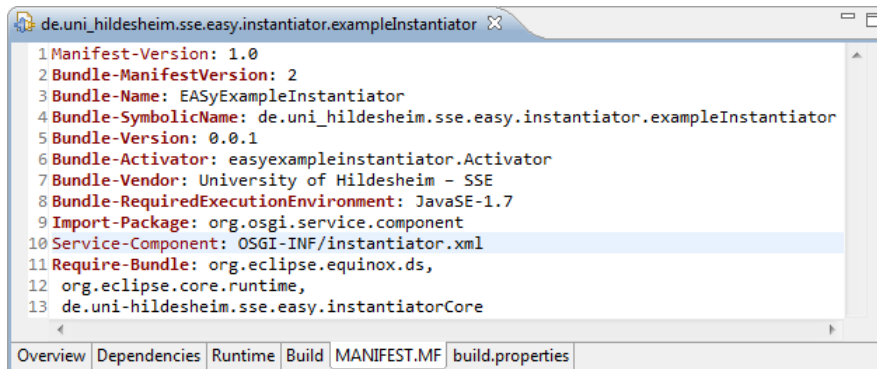 de.uni_hildesheim.sse.easy.instantiator.exampleInstantiator
1 Manifest-Version: 1.0
2 Bundle-ManifestVersion: 2
3 Bundle-Name: EASyExampleInstantiator
4 Bundle-SymbolicName: de.uni_hildesheim.sse.easy.instantiator.exampleInstantiator
5 Bundle-Version: 0.0.1
6 Bundle-Activator: easyexampleinstantiator.Activator
7 Bundle-Vendor: University of Hildesheim – SSE
8 Bundle-RequiredExecutionEnvironment: JavaSE-1.7
9 Import-Package: org.osgi.service.component
10 Service-Component: OSGI-INF/instantiator.xml
11 Require-Bundle: org.eclipse.equinox.ds,
12 org.eclipse.core.runtime,
13 de.uni-hildesheim.sse.easy.instantiatorCore
Overview Dependencies Runtime Build MANIFEST.MF build.properties